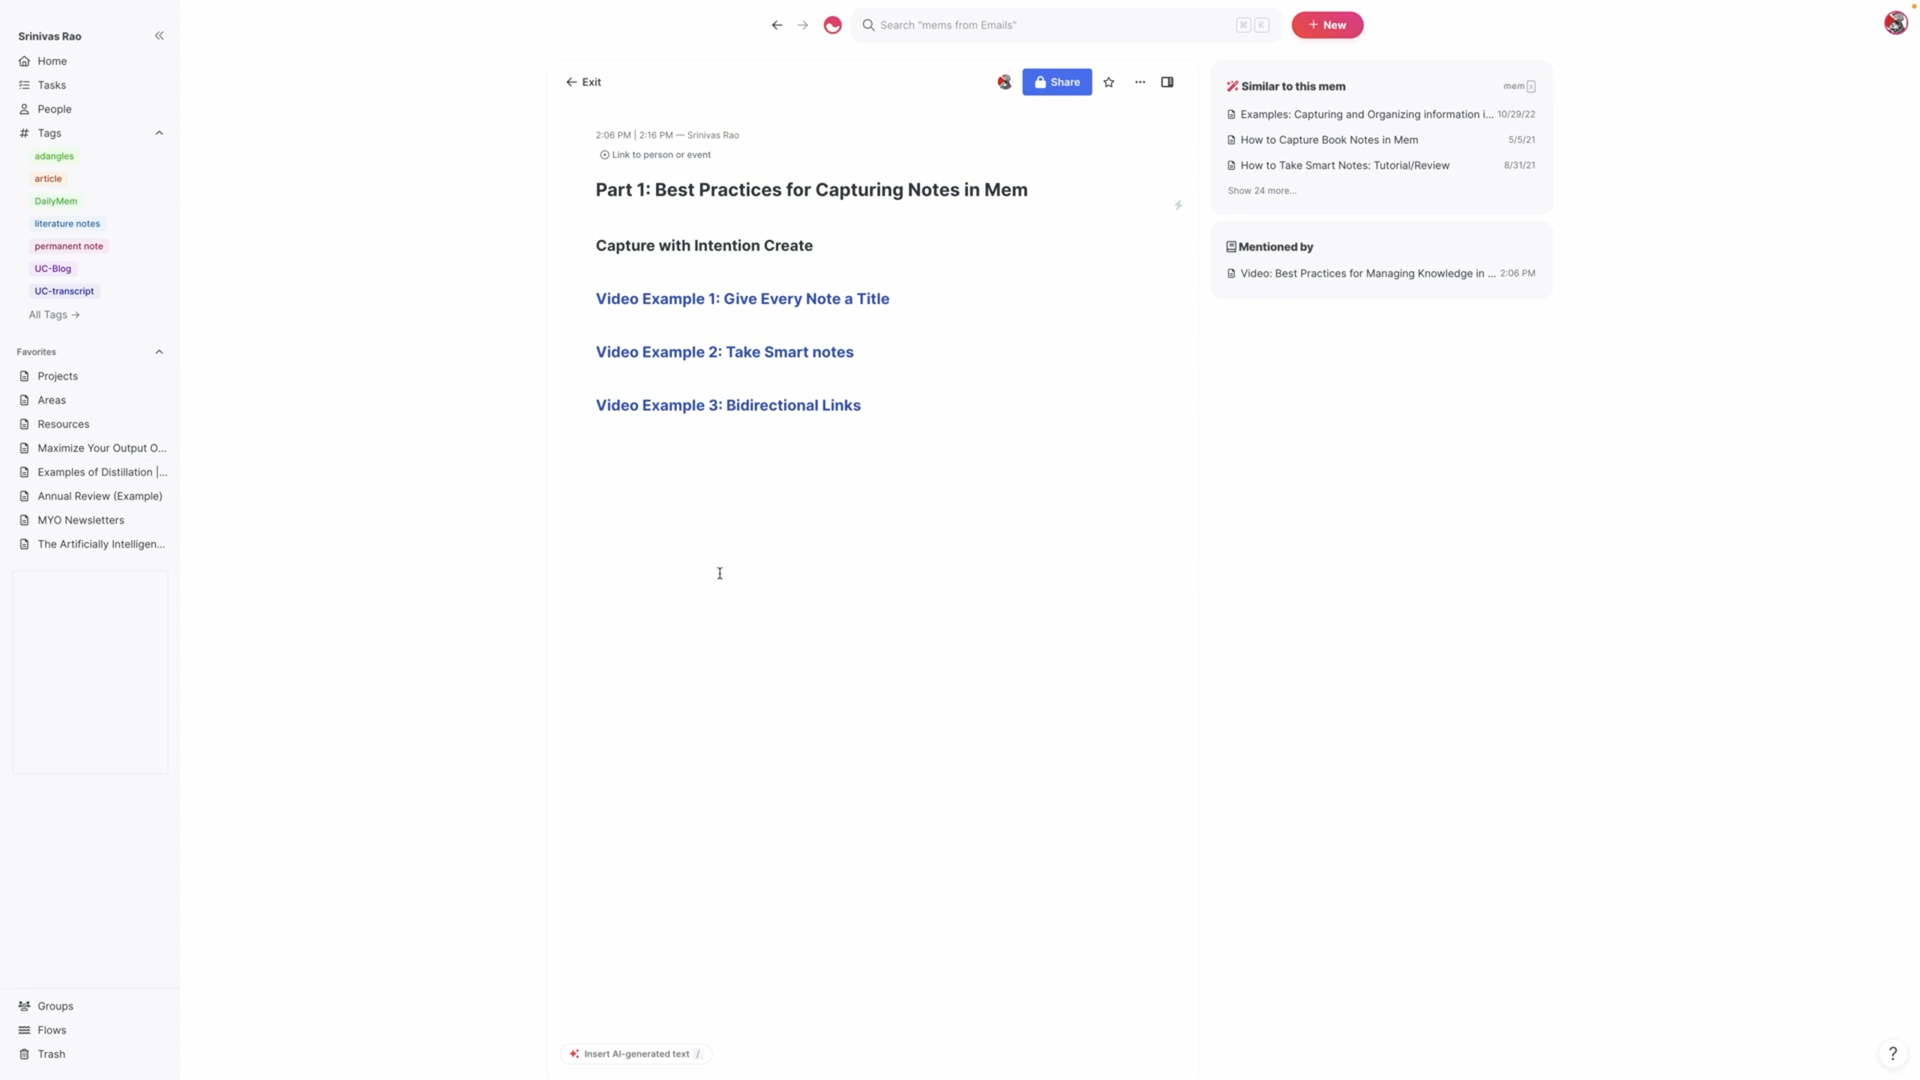 Srinivas Rao
Home
Tasks
People
# Tags
adangles
article
DailyMem
literature notes
permanent note
UC-Blog
UC-transcript
All Tags →
Favorites
Projects
Areas
Resources
Maximize Your Output O...
Examples of Distillation |...
Annual Review (Example)
MYO Newsletters
The Artificially Intelligen...
Groups
Flows
Trash
Search "mems from Emails"
⌘ K
+ New
← Exit
Share
2:06 PM | 2:16 PM — Srinivas Rao
Link to person or event
Part 1: Best Practices for Capturing Notes in Mem
Capture with Intention Create
Video Example 1: Give Every Note a Title
Video Example 2: Take Smart notes
Video Example 3: Bidirectional Links
Insert AI-generated text /
Similar to this mem mem x
Examples: Capturing and Organizing information i... 10/29/22
How to Capture Book Notes in Mem 5/5/21
How to Take Smart Notes: Tutorial/Review 8/31/21
Show 24 more...
Mentioned by
Video: Best Practices for Managing Knowledge in ... 2:06 PM
?